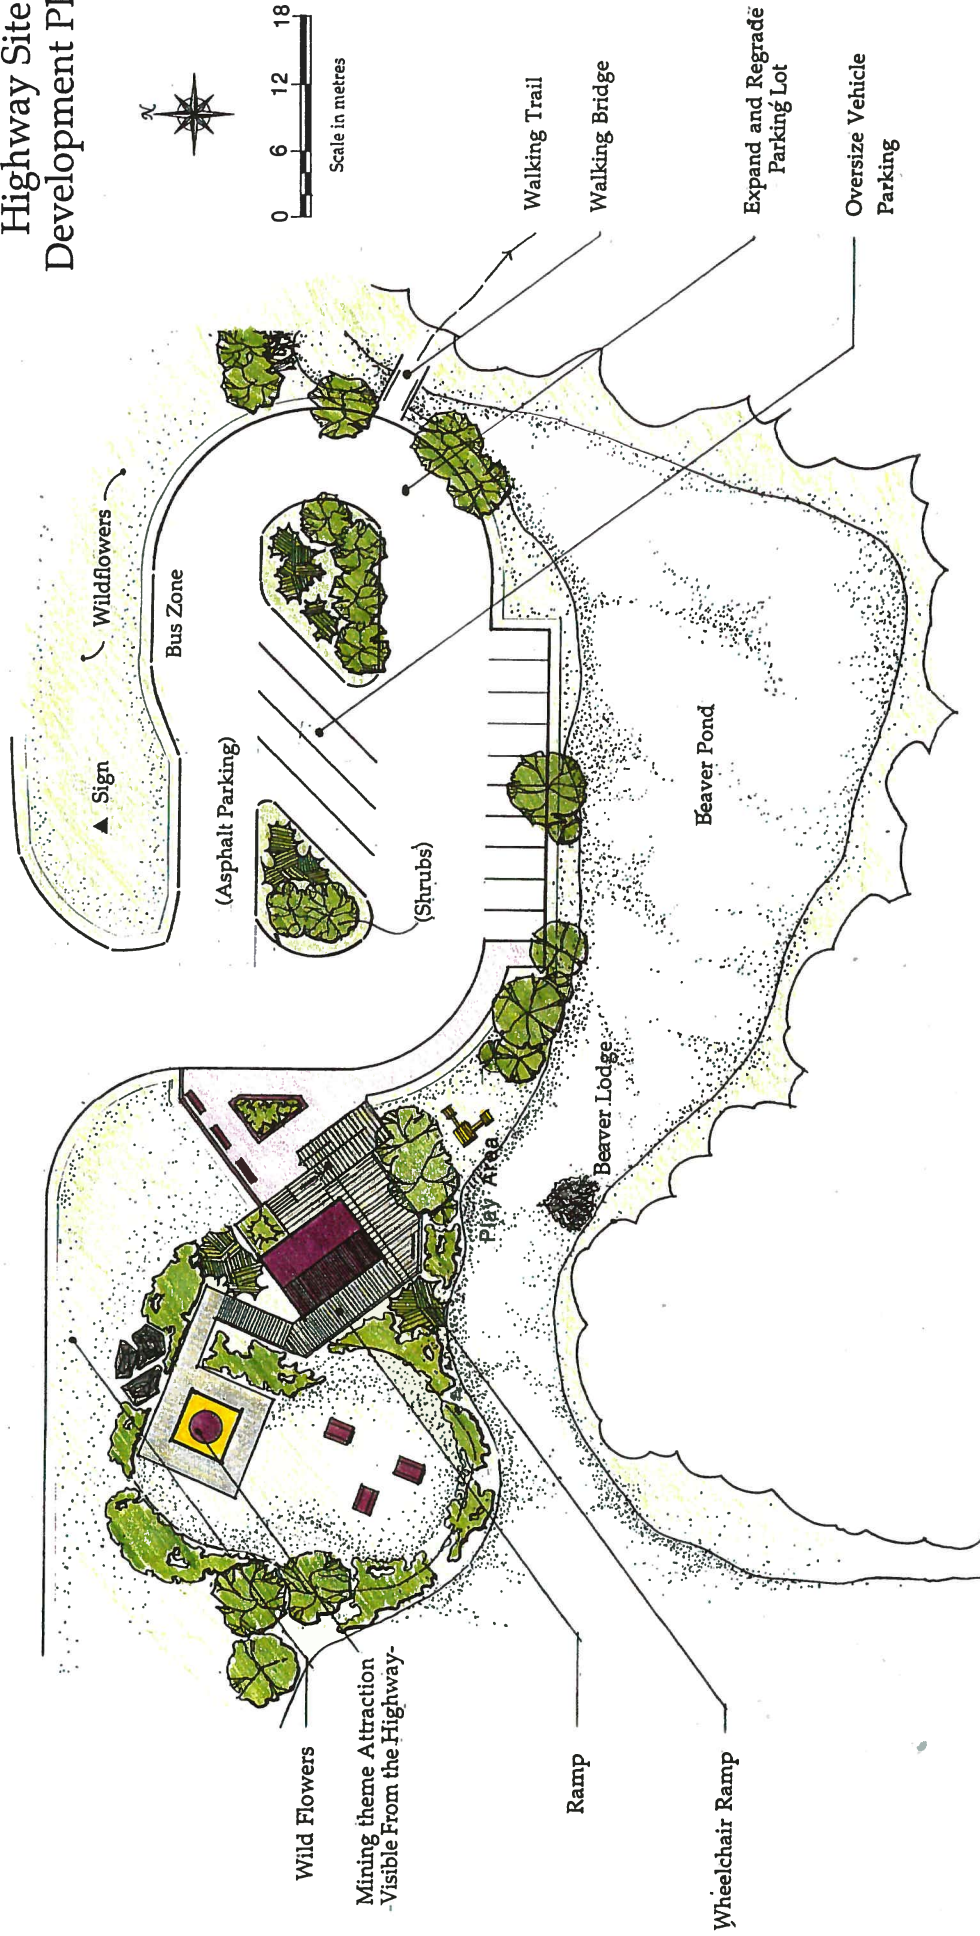 Highway Site
Development Pl
N
0 6 12 18
Scale in metres
Walking Trail
Walking Bridge
Expand and Regrade
Parking Lot
Oversize Vehicle
Parking
Wildflowers
Sign
Bus Zone
(Asphalt Parking)
(Shrubs)
Beaver Pond
Beaver Lodge
Play Area
Wild Flowers
Mining theme Attraction
-Visible From the Highway-
Ramp
Wheelchair Ramp